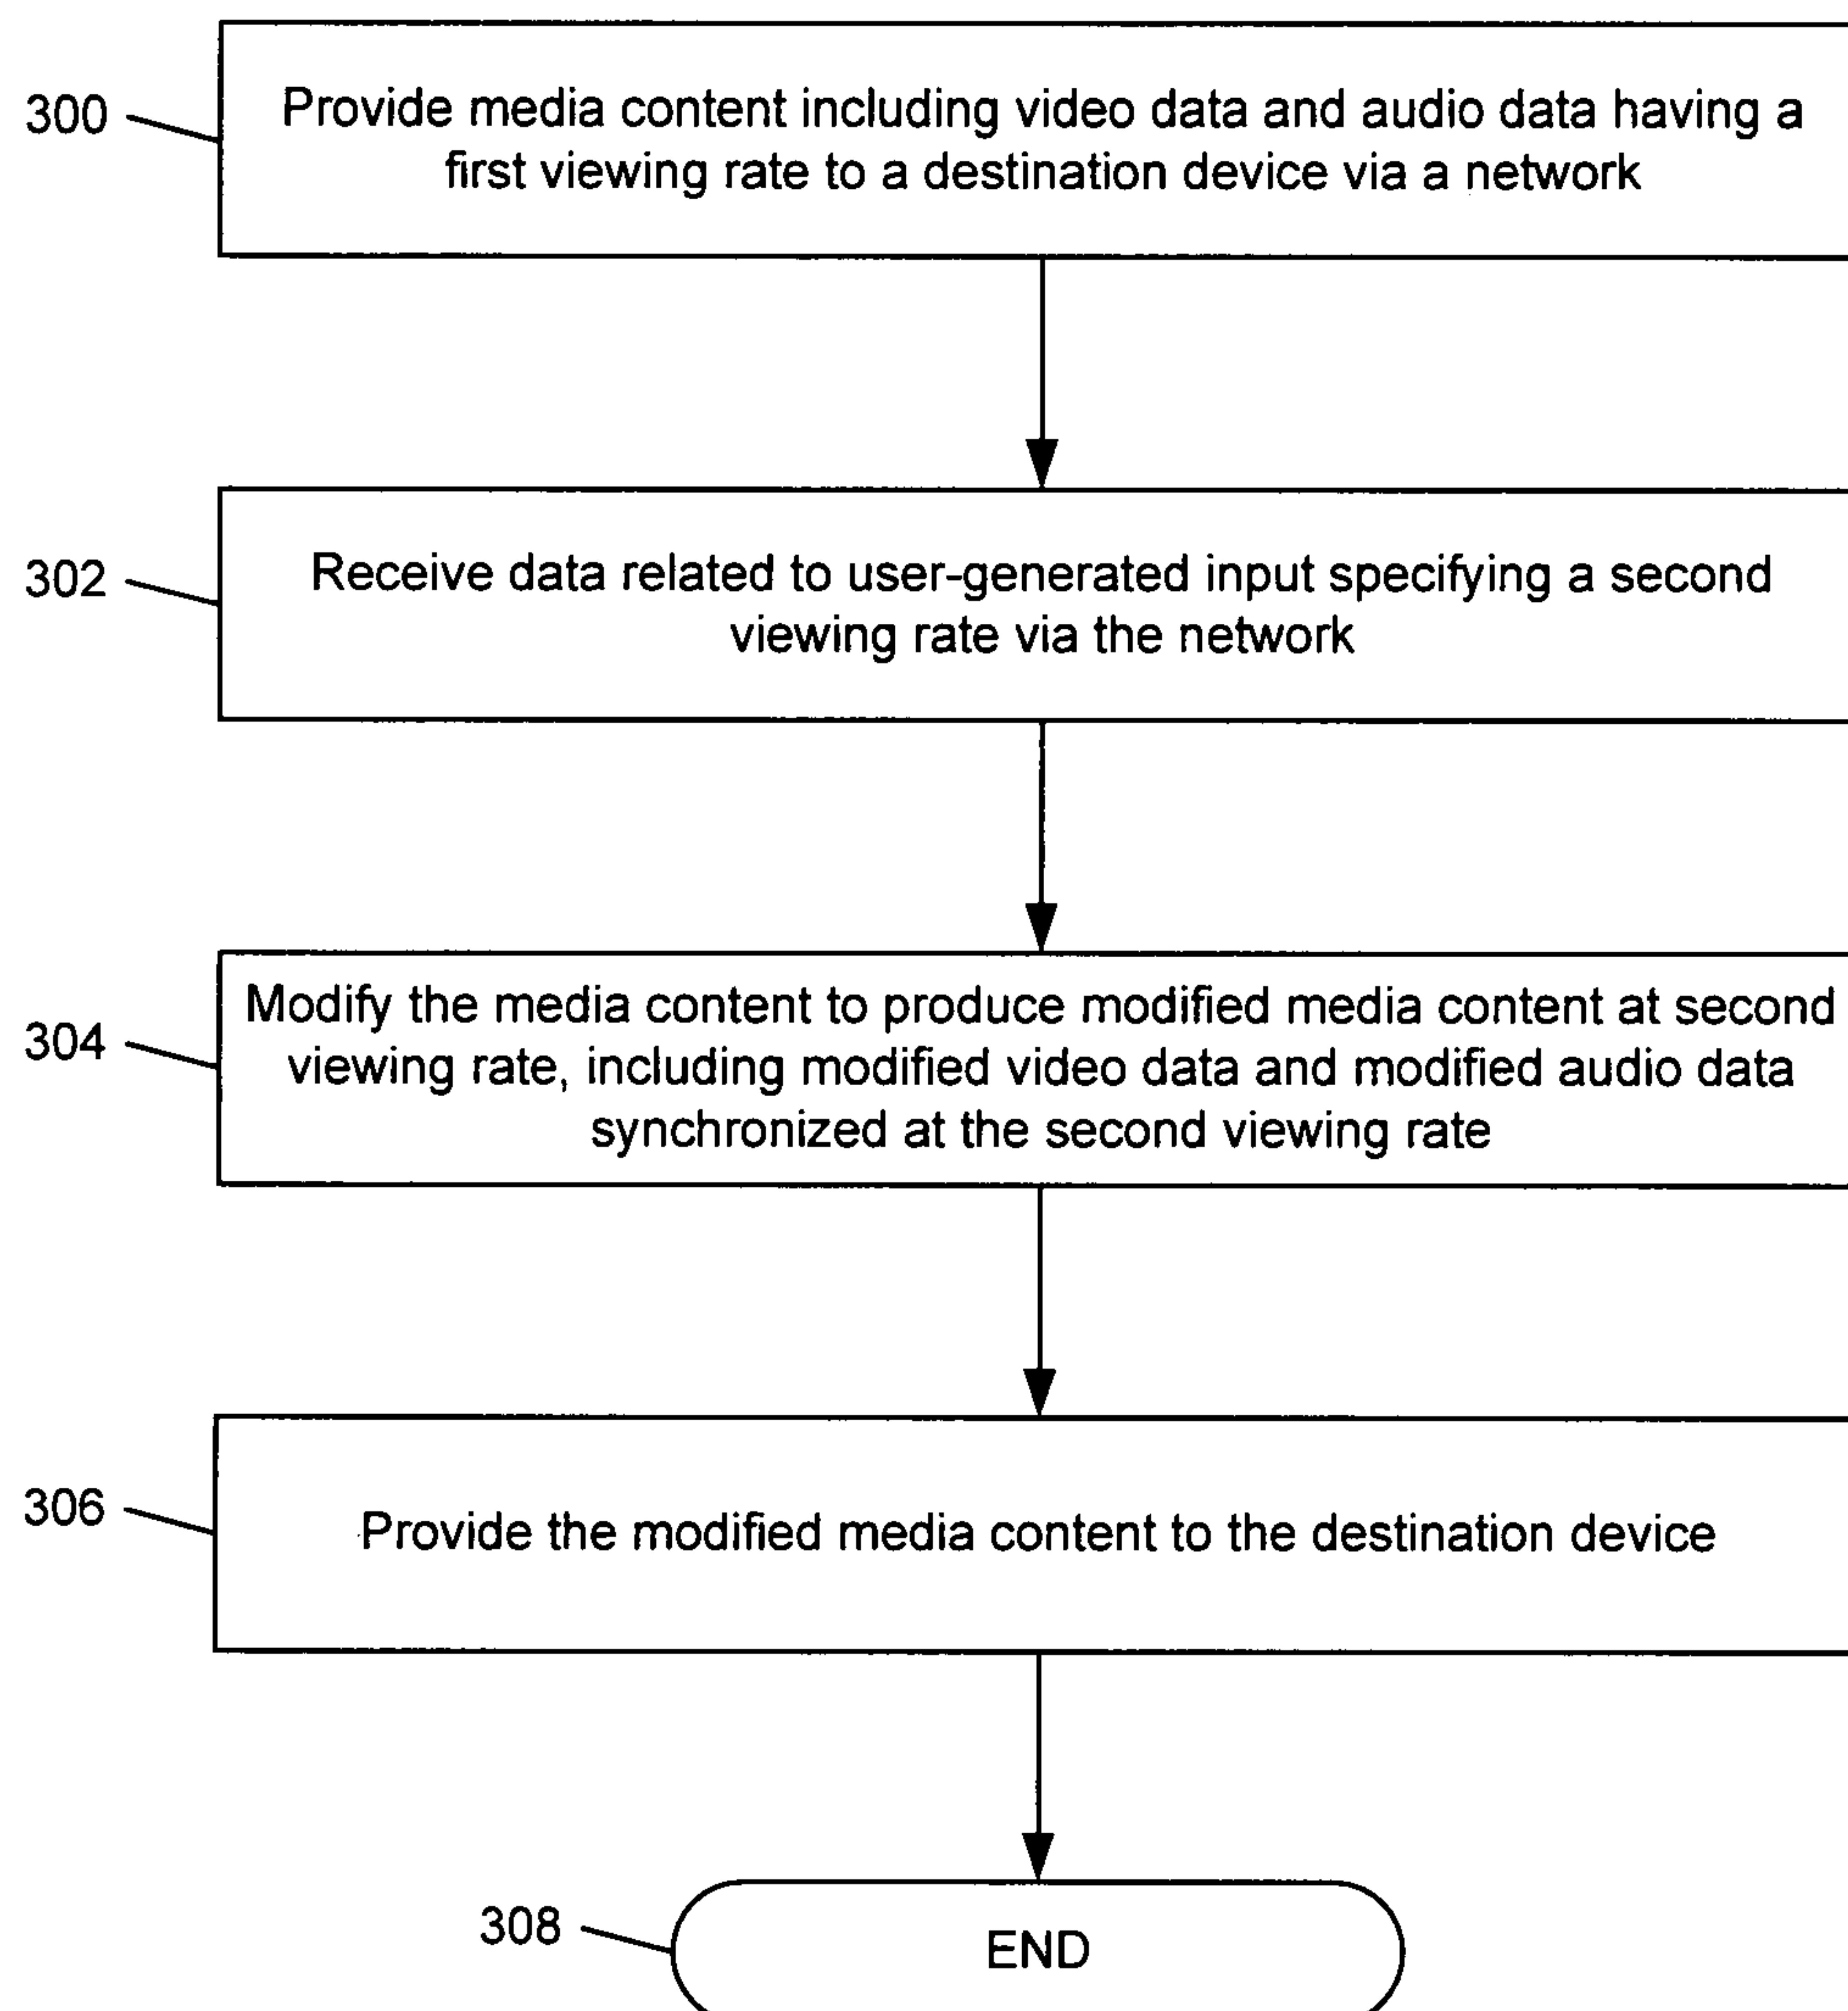 300
Provide media content including video data and audio data having a
first viewing rate to a destination device via a network
302
Receive data related to user-generated input specifying a second
viewing rate via the network
304
Modify the media content to produce modified media content at second
viewing rate, including modified video data and modified audio data
synchronized at the second viewing rate
306
Provide the modified media content to the destination device
308
END